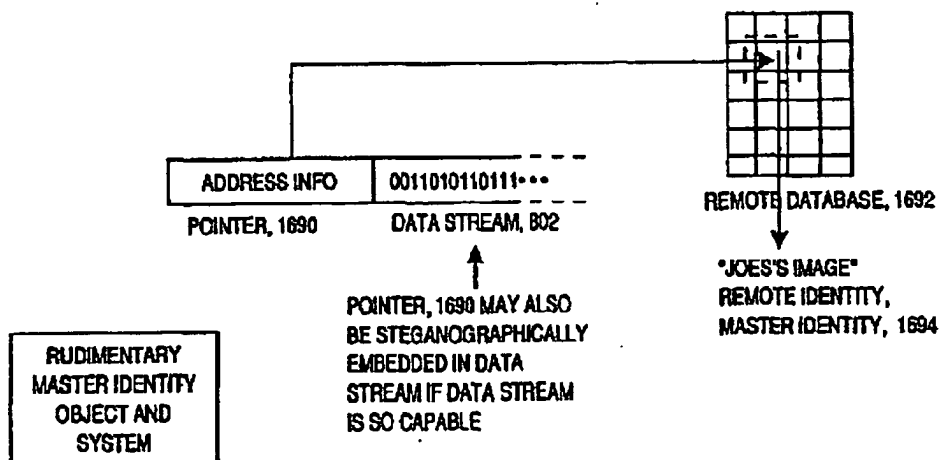 ADDRESS INFO
0011010110111•••
POINTER, 1690
DATA STREAM, 802
REMOTE DATABASE, 1692
"JOES'S IMAGE"
REMOTE IDENTITY,
MASTER IDENTITY, 1694
POINTER, 1690 MAY ALSO
BE STEGANOGRAPHICALLY
EMBEDDED IN DATA
STREAM IF DATA STREAM
IS SO CAPABLE
RUDIMENTARY
MASTER IDENTITY
OBJECT AND
SYSTEM